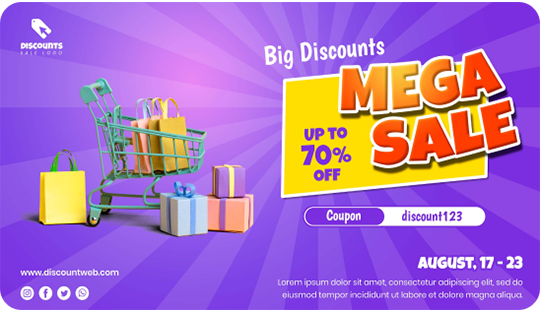 DISCOUNTS
SALE LOGO
Big Discounts
MEGA
SALE
UP TO
70%
OFF
Coupon discount123
AUGUST, 17 - 23
www.discountweb.com
Lorem ipsum dolor sit amet, consectetur adipiscing elit, sed do
eiusmod tempor incididunt ut labore et dolore magna aliqua.